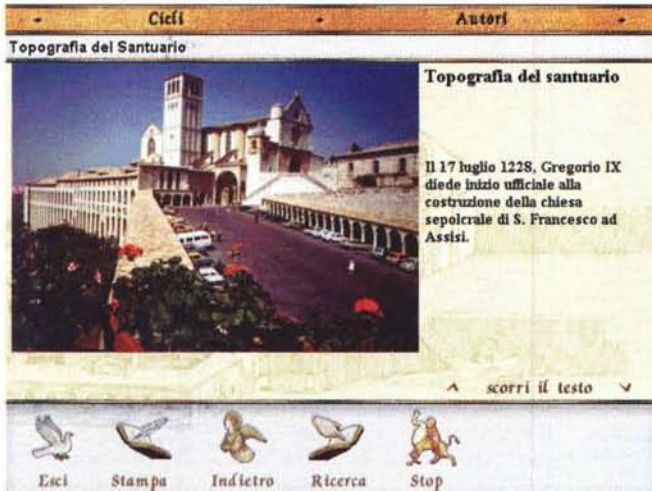 Cicli Autori
Topografia del Santuario
Topografia del santuario
Il 17 luglio 1228, Gregorio IX
diede inizio ufficiale alla
costruzione della chiesa
sepolcrale di S. Francesco ad
Assisi.
scorri il testo
Esci Stampa Indietro Ricerca Stop